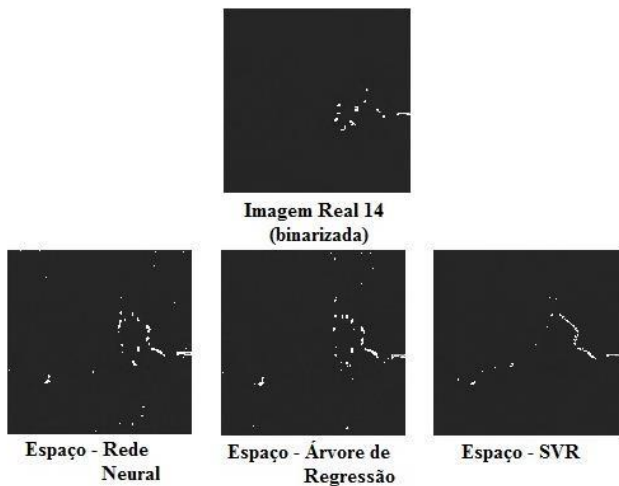 Imagem Real 14
(binarizada)
Espaço - Rede
Neural
Espaço - Árvore de
Regressão
Espaço - SVR